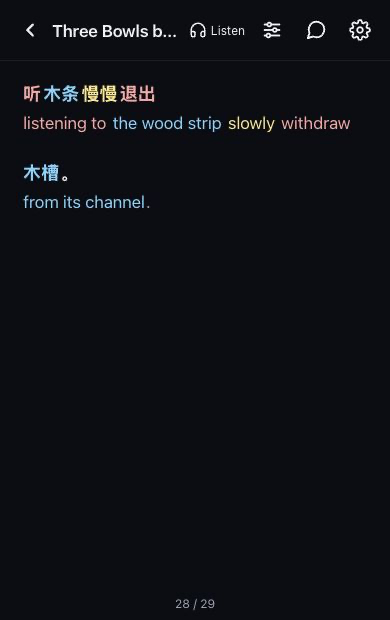 Three Bowls b... Listen
听木条慢慢退出
listening to the wood strip slowly withdraw
木槽。
from its channel.
28 / 29